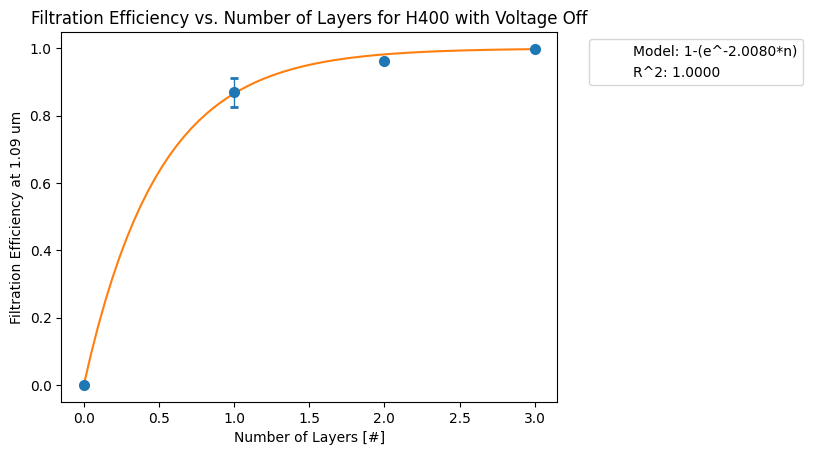 Filtration Efficiency vs. Number of Layers for H400 with Voltage Off
Model: 1-(e^-2.0080*n)
R^2: 1.0000
Filtration Efficiency at 1.09 um
1.0
0.8
0.6
0.4
0.2
0.0
0.0 0.5 1.0 1.5 2.0 2.5 3.0
Number of Layers [#]